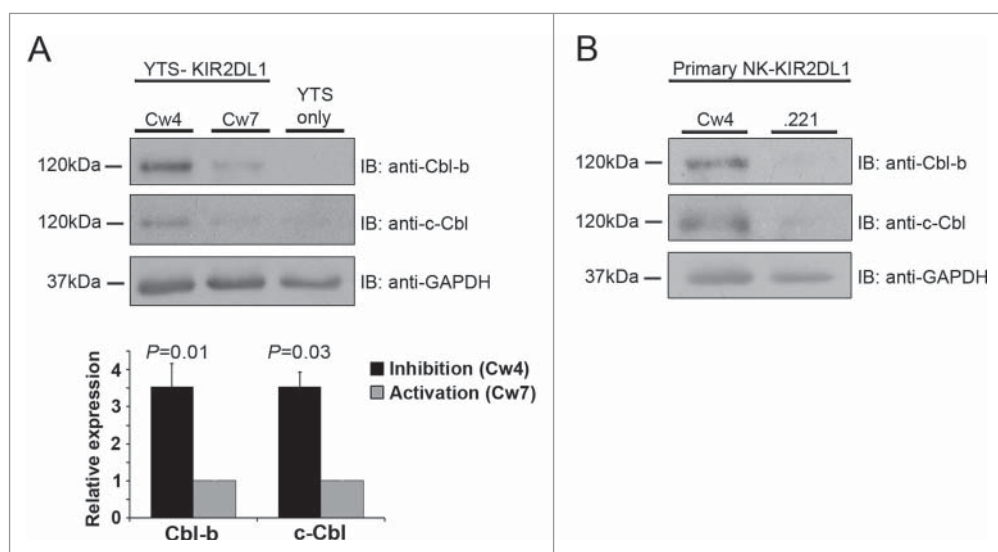 A
YTS- KIR2DL1
Cw4 Cw7 YTS only
120kDa IB: anti-Cbl-b
120kDa IB: anti-c-Cbl
37kDa IB: anti-GAPDH
P=0.01 P=0.03
Inhibition (Cw4)
Activation (Cw7)
Relative expression
4
3
2
1
0
Cbl-b c-Cbl
B
Primary NK-KIR2DL1
Cw4 .221
120kDa IB: anti-Cbl-b
120kDa IB: anti-c-Cbl
37kDa IB: anti-GAPDH